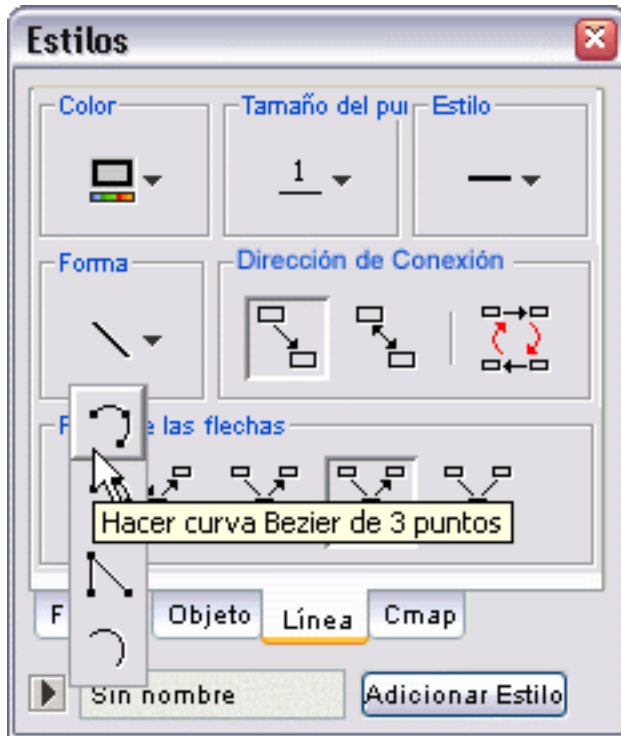 Estilos
Color Tamaño del pu Estilo
1
Forma Dirección de Conexión
las flechas
Hacer curva Bezier de 3 puntos
F Objeto Línea Cmap
Sin nombre Adicionar Estilo